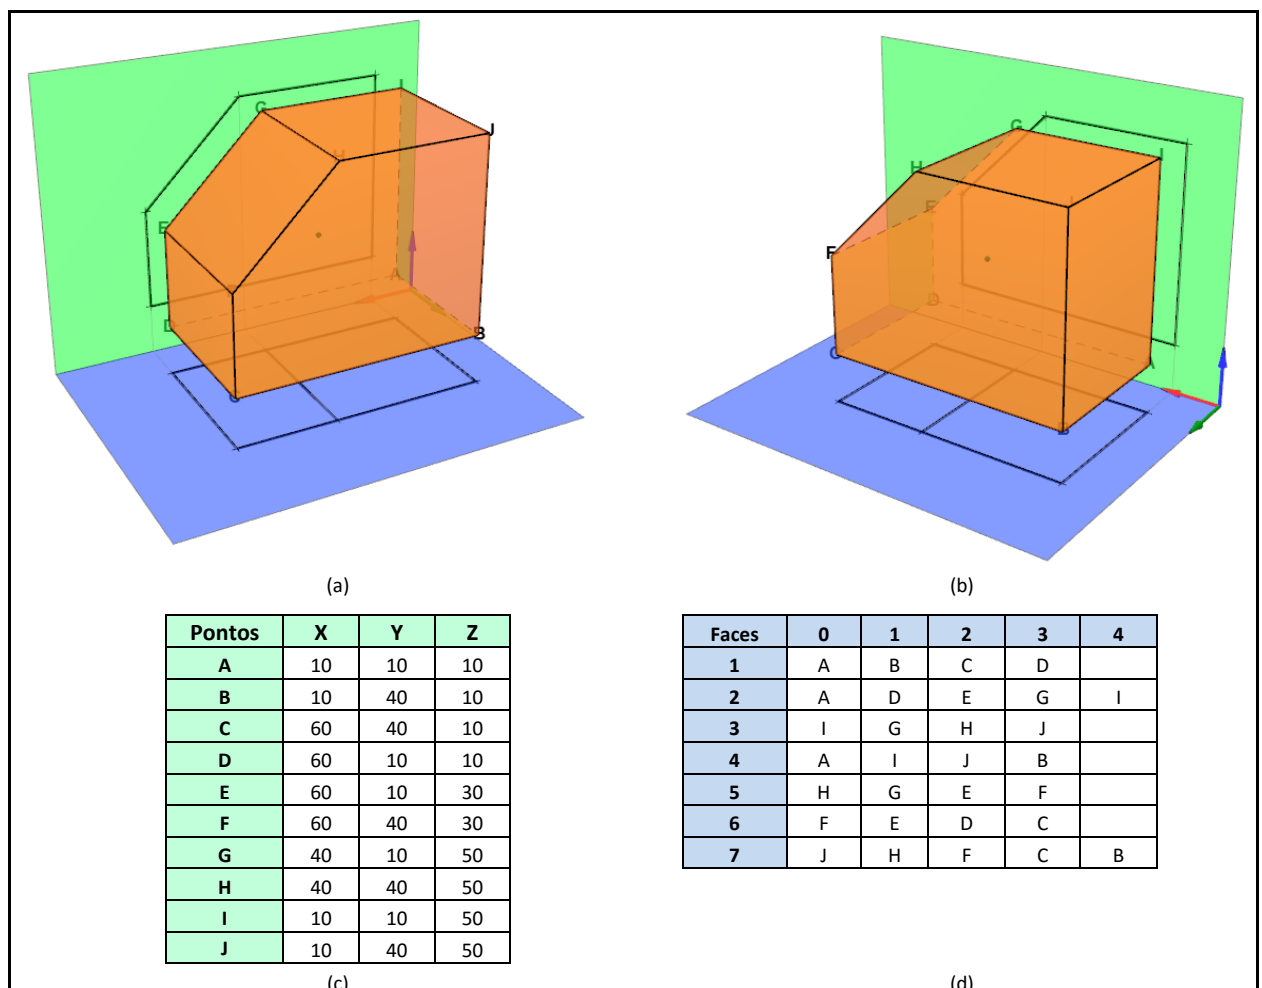 G I
J
H
E
A
D
B
C
G
H I
J
E
F
D
C A
B
(a) (b)
Pontos X Y Z
A 10 10 10
B 10 40 10
C 60 40 10
D 60 10 10
E 60 10 30
F 60 40 30
G 40 10 50
H 40 40 50
I 10 10 50
J 10 40 50
(c)
Faces 0 1 2 3 4
1 A B C D
2 A D E G I
3 I G H J
4 A I J B
5 H G E F
6 F E D C
7 J H F C B
(d)